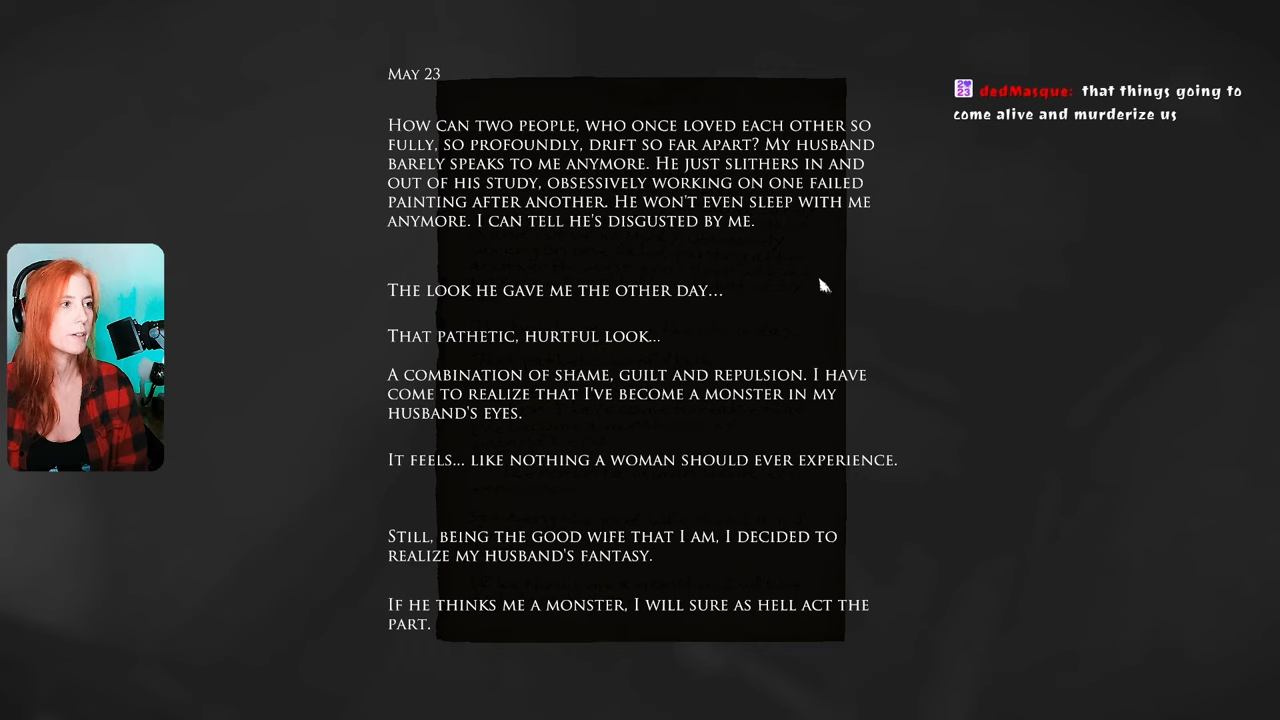 May 23
How can two people, who once loved each other so
fully, so profoundly, drift so far apart? My husband
barely speaks to me anymore. He just slithers in and
out of his study, obsessively working on one failed
painting after another. He won't even sleep with me
anymore. I can tell he's disgusted by me.
The look he gave me the other day...
That pathetic, hurtful look...
A combination of shame, guilt and repulsion. I have
come to realize that I've become a monster in my
husband's eyes.
It feels... like nothing a woman should ever experience.
Still, being the good wife that I am, I decided to
realize my husband's fantasy.
If he thinks me a monster, I will sure as hell act the
part.
dedMasque: that things going to
come alive and murderize us